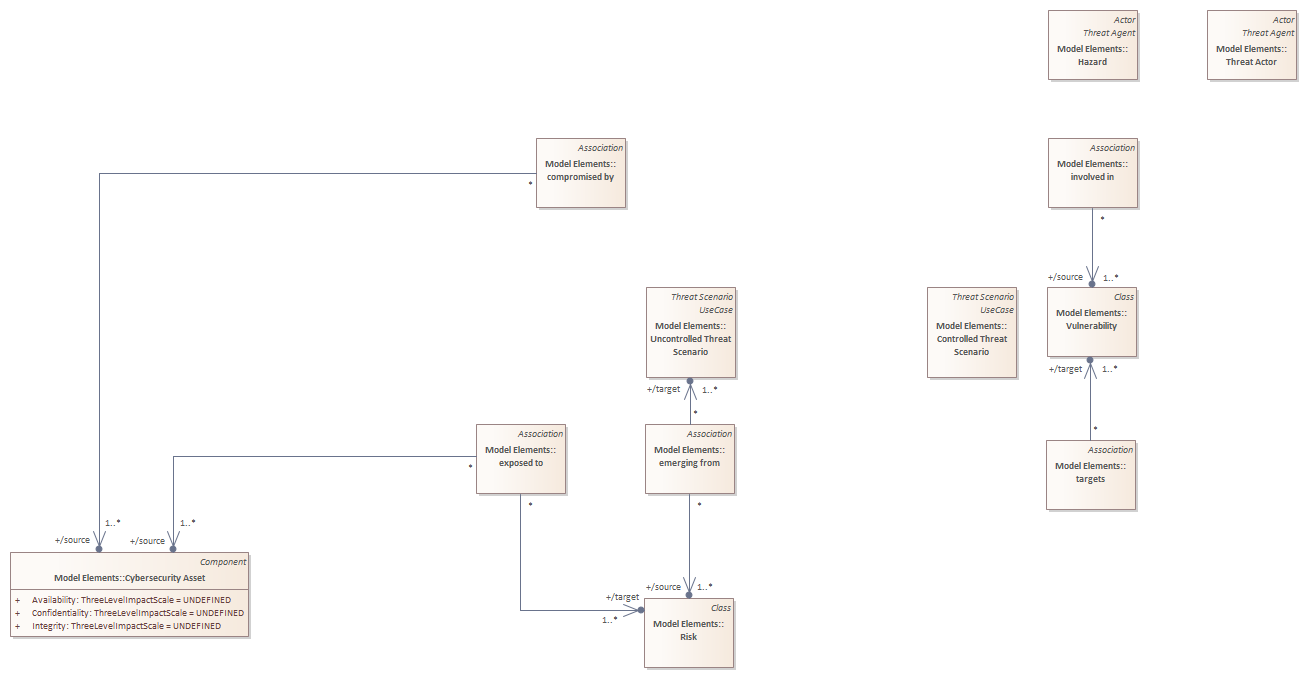 Actor
Threat Agent
Model Elements::
Hazard
Actor
Threat Agent
Model Elements::
Threat Actor
Association
Model Elements::
compromised by
*
Association
Model Elements::
involved in
*
+/source
1..*
Threat Scenario
UseCase
Model Elements::
Uncontrolled Threat
Scenario
+/target
1..*
*
Threat Scenario
UseCase
Model Elements::
Controlled Threat
Scenario
Class
Model Elements::
Vulnerability
+/target
1..*
*
Association
Model Elements::
exposed to
*
*
Association
Model Elements::
emerging from
*
Association
Model Elements::
targets
1..*
+/source
1..*
+/source
Component
Model Elements::Cybersecurity Asset
+ Availability: ThreeLevelImpactScale = UNDEFINED
+ Confidentiality: ThreeLevelImpactScale = UNDEFINED
+ Integrity: ThreeLevelImpactScale = UNDEFINED
+/source
1..*
+/target
1..*
Class
Model Elements::
Risk